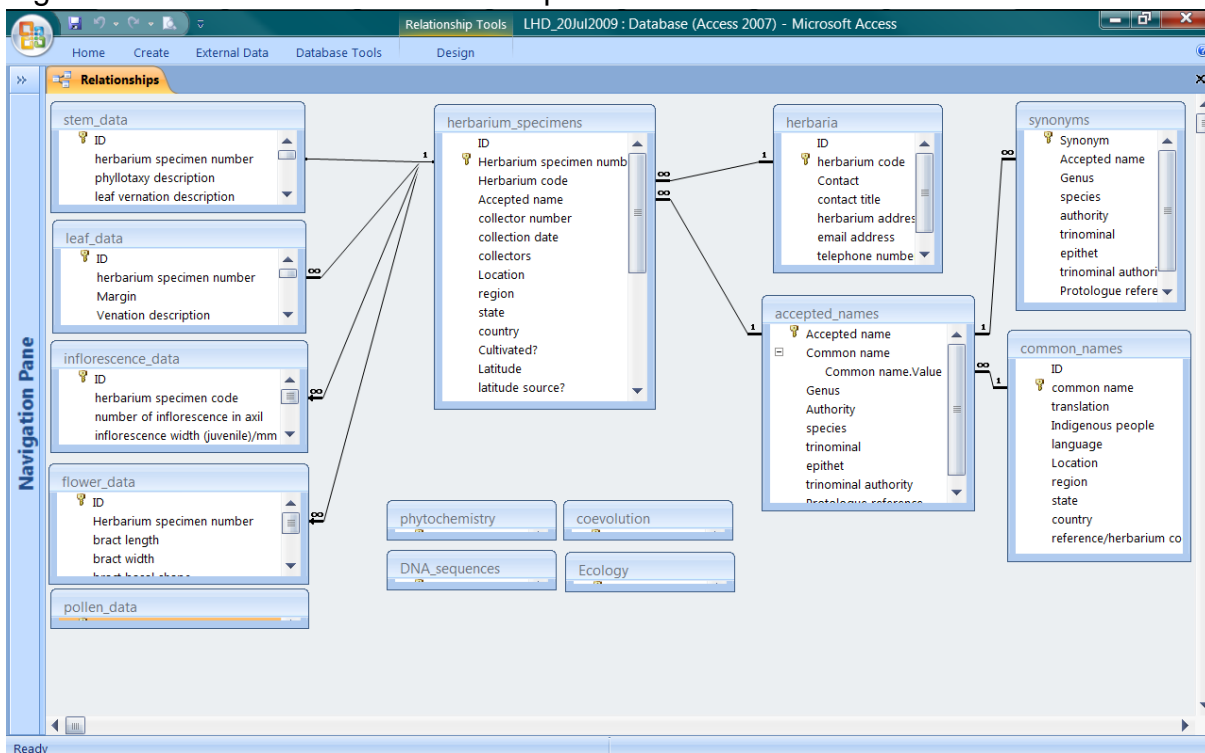 Relationship Tools LHD_20Jul2009 : Database (Access 2007) - Microsoft Access
Home Create External Data Database Tools Design
Relationships
Navigation Pane
stem_data
ID
herbarium specimen number
phyllotaxy description
leaf vernation description
leaf_data
ID
herbarium specimen number
Margin
Venation description
inflorescence_data
ID
herbarium specimen code
number of inflorescence in axil
inflorescence width (juvenile)/mm
flower_data
ID
Herbarium specimen number
bract length
bract width
pollen_data
herbarium_specimens
ID
Herbarium specimen numb
Herbarium code
Accepted name
collector number
collection date
collectors
Location
region
state
country
Cultivated?
Latitude
latitude source?
phytochemistry
coevolution
DNA_sequences
Ecology
herbaria
ID
herbarium code
Contact
contact title
herbarium addres
email address
telephone numbe
accepted_names
Accepted name
Common name
Common name.Value
Genus
Authority
species
trinominal
epithet
trinominal authority
Protologue reference
synonyms
Synonym
Accepted name
Genus
species
authority
trinominal
epithet
trinominal authori
Protologue refere
common_names
ID
common name
translation
Indigenous people
language
Location
region
state
country
reference/herbarium co
1
∞
∞
∞
∞
∞
1
1
∞
1
∞
1
Ready